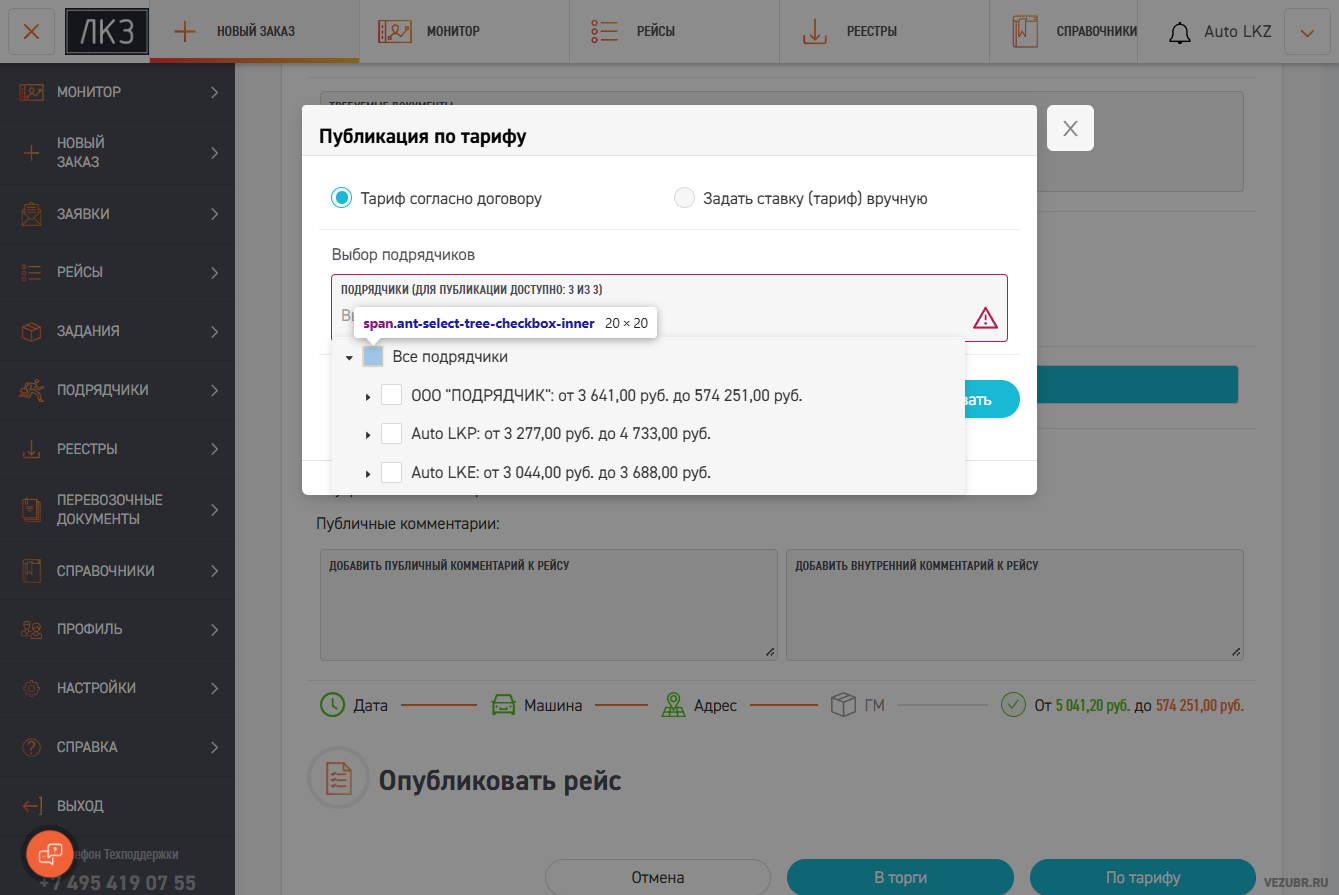 ЛКЗ
НОВЫЙ ЗАКАЗ
МОНИТОР
РЕЙСЫ
РЕЕСТРЫ
СПРАВОЧНИКИ
Auto LKZ
МОНИТОР
НОВЫЙ
ЗАКАЗ
ЗАЯВКИ
РЕЙСЫ
ЗАДАНИЯ
ПОДРЯДЧИКИ
РЕЕСТРЫ
ПЕРЕВОЗОЧНЫЕ
ДОКУМЕНТЫ
СПРАВОЧНИКИ
ПРОФИЛЬ
НАСТРОЙКИ
СПРАВКА
ВЫХОД
ефон Техподдержки
+7 495 419 07 55
Публикация по тарифу
Тариф согласно договору
Задать ставку (тариф) вручную
Выбор подрядчиков
ПОДРЯДЧИКИ (ДЛЯ ПУБЛИКАЦИИ ДОСТУПНО: 3 ИЗ 3)
span.ant-select-tree-checkbox-inner 20 × 20
Все подрядчики
ООО "ПОДРЯДЧИК": от 3 641,00 руб. до 574 251,00 руб.
Auto LKP: от 3 277,00 руб. до 4 733,00 руб.
Auto LKE: от 3 044,00 руб. до 3 688,00 руб.
вать
Публичные комментарии:
ДОБАВИТЬ ПУБЛИЧНЫЙ КОММЕНТАРИЙ К РЕЙСУ
ДОБАВИТЬ ВНУТРЕННИЙ КОММЕНТАРИЙ К РЕЙСУ
Дата
Машина
Адрес
ГМ
От 5 041,20 руб. до 574 251,00 руб.
Опубликовать рейс
Отмена
В торги
По тарифу
VEZUBR.RU